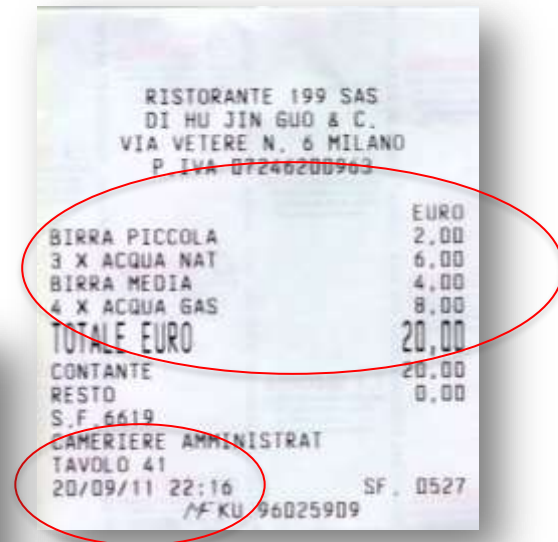 RISTORANTE 199 SAS
DI HU JIN GUO & C.
VIA VETERE N. 6 MILANO
P.IVA 07246200963
EURO
BIRRA PICCOLA 2,00
3 X ACQUA NAT 6,00
BIRRA MEDIA 4,00
4 X ACQUA GAS 8,00
TOTALE EURO 20,00
CONTANTE 20,00
RESTO 0,00
S.F.6619
CAMERIERE AMMINISTRAT
TAVOLO 41
20/09/11 22:16 SF. 0527
MF KU 96025909